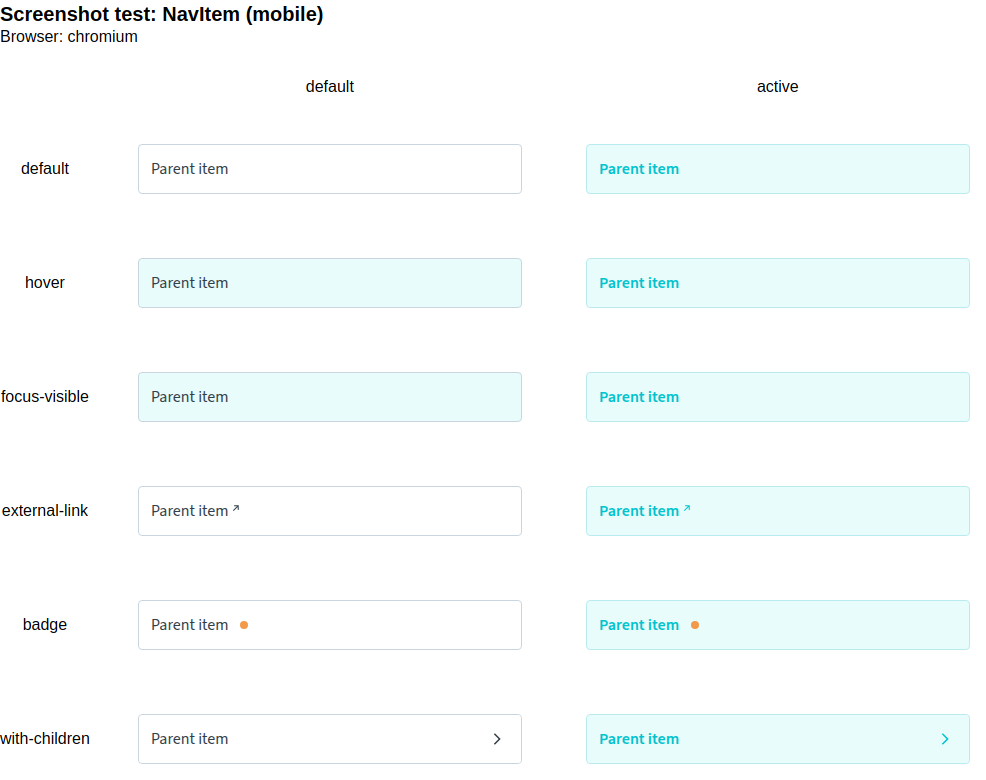 Screenshot test: NavItem (mobile)
Browser: chromium
default active
default Parent item Parent item
hover Parent item Parent item
focus-visible Parent item Parent item
external-link Parent item Parent item
badge Parent item Parent item
with-children Parent item Parent item